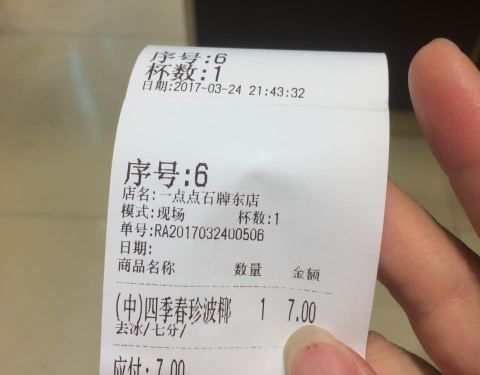 序号:6
杯数:1
日期:2017-03-24 21:43:32
序号:6
店名:一点点石牌东店
模式:现场 杯数:1
单号:RA2017032400506
日期:
商品名称 数量 金额
(中)四季春珍波椰 1 7.00
去冰/七分/
应付:7.00